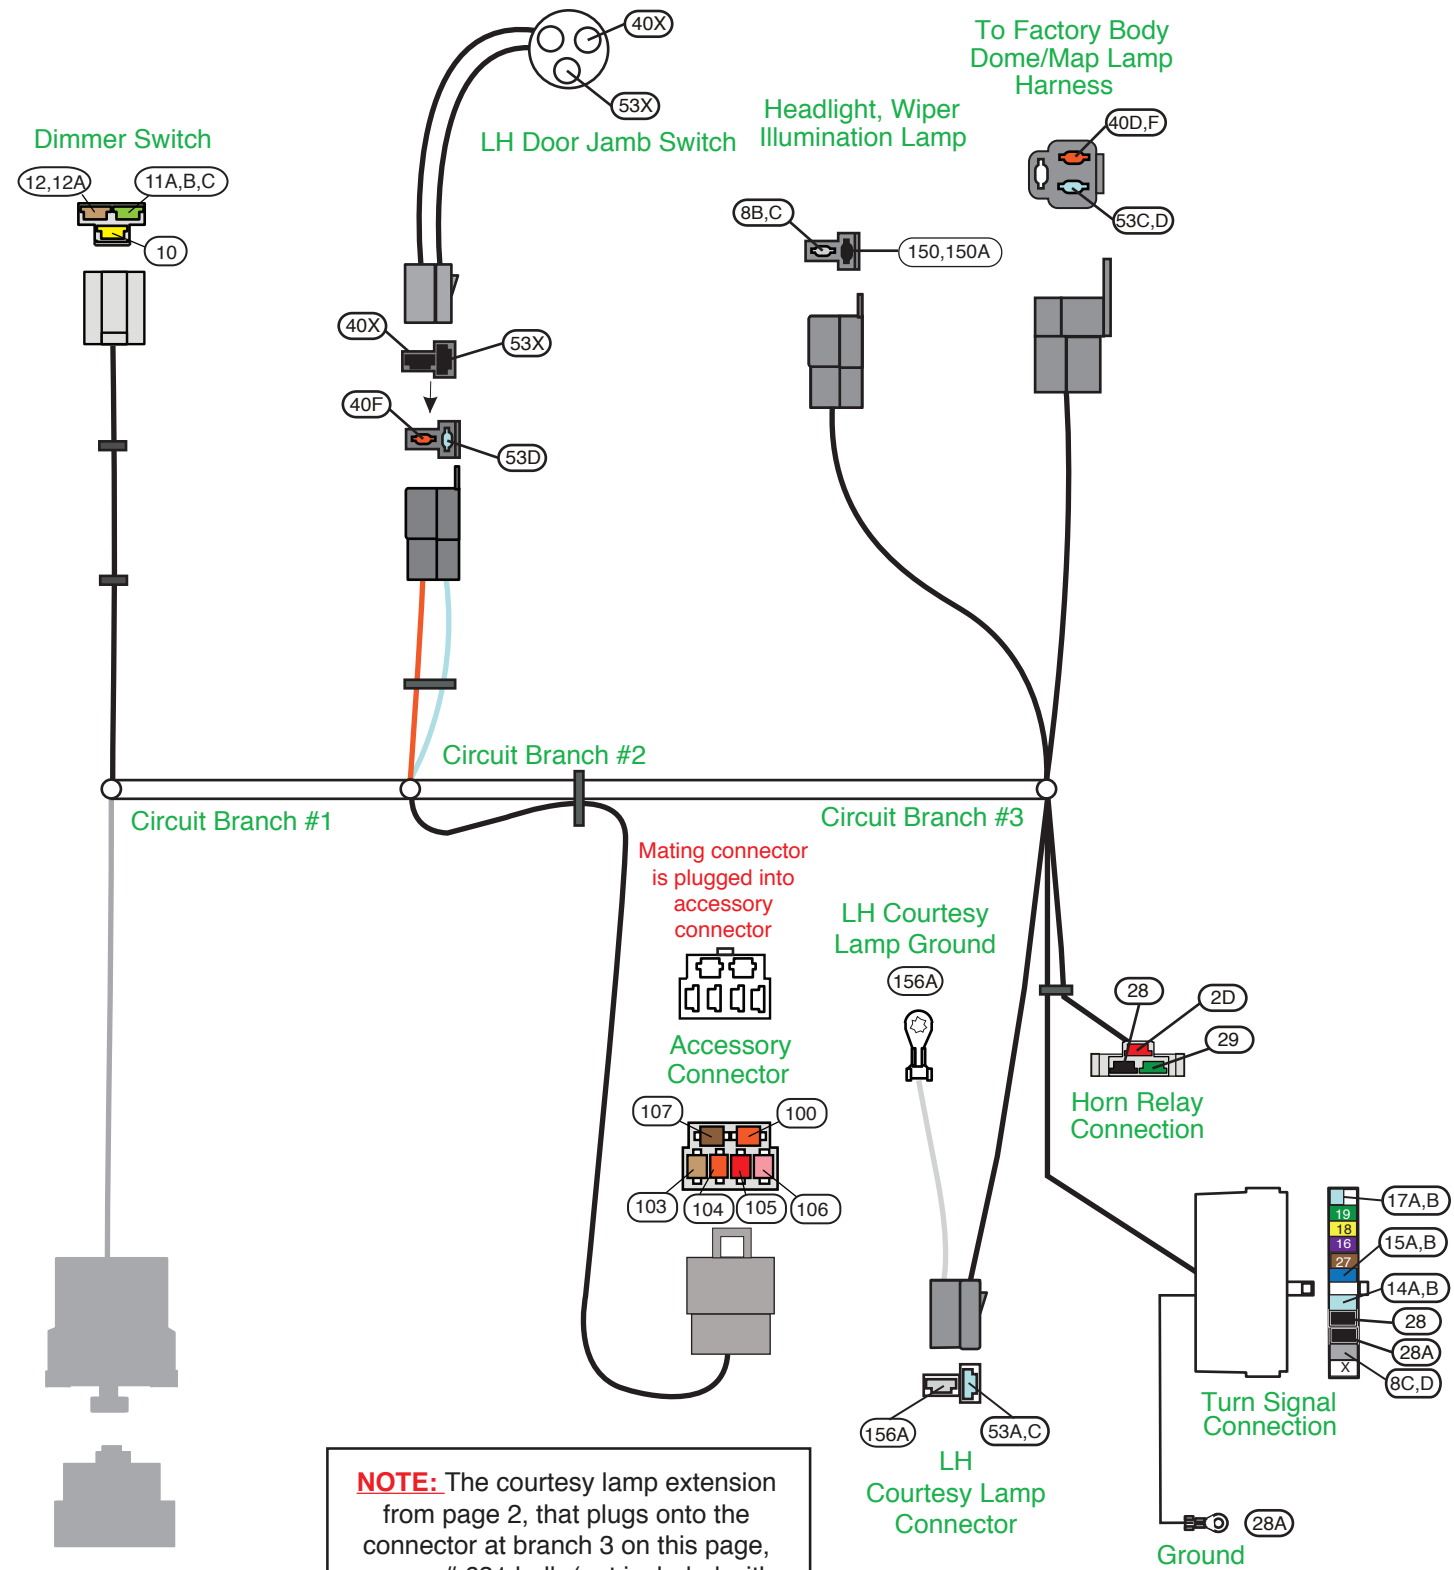 40X
53X
LH Door Jamb Switch
To Factory Body
Dome/Map Lamp
Harness
40D,F
53C,D
Headlight, Wiper
Illumination Lamp
8B,C
150,150A
Dimmer Switch
12,12A
11A,B,C
10
40X
53X
40F
53D
Circuit Branch #2
Circuit Branch #1
Circuit Branch #3
Mating connector
is plugged into
accessory
connector
Accessory
Connector
107
100
103
104
105
106
LH Courtesy
Lamp Ground
156A
28
2D
29
Horn Relay
Connection
17A,B
19
18
16
27
15A,B
14A,B
28
28A
8C,D
X
Turn Signal
Connection
156A
53A,C
LH
Courtesy Lamp
Connector
28A
Ground
NOTE: The courtesy lamp extension
from page 2, that plugs onto the
connector at branch 3 on this page,